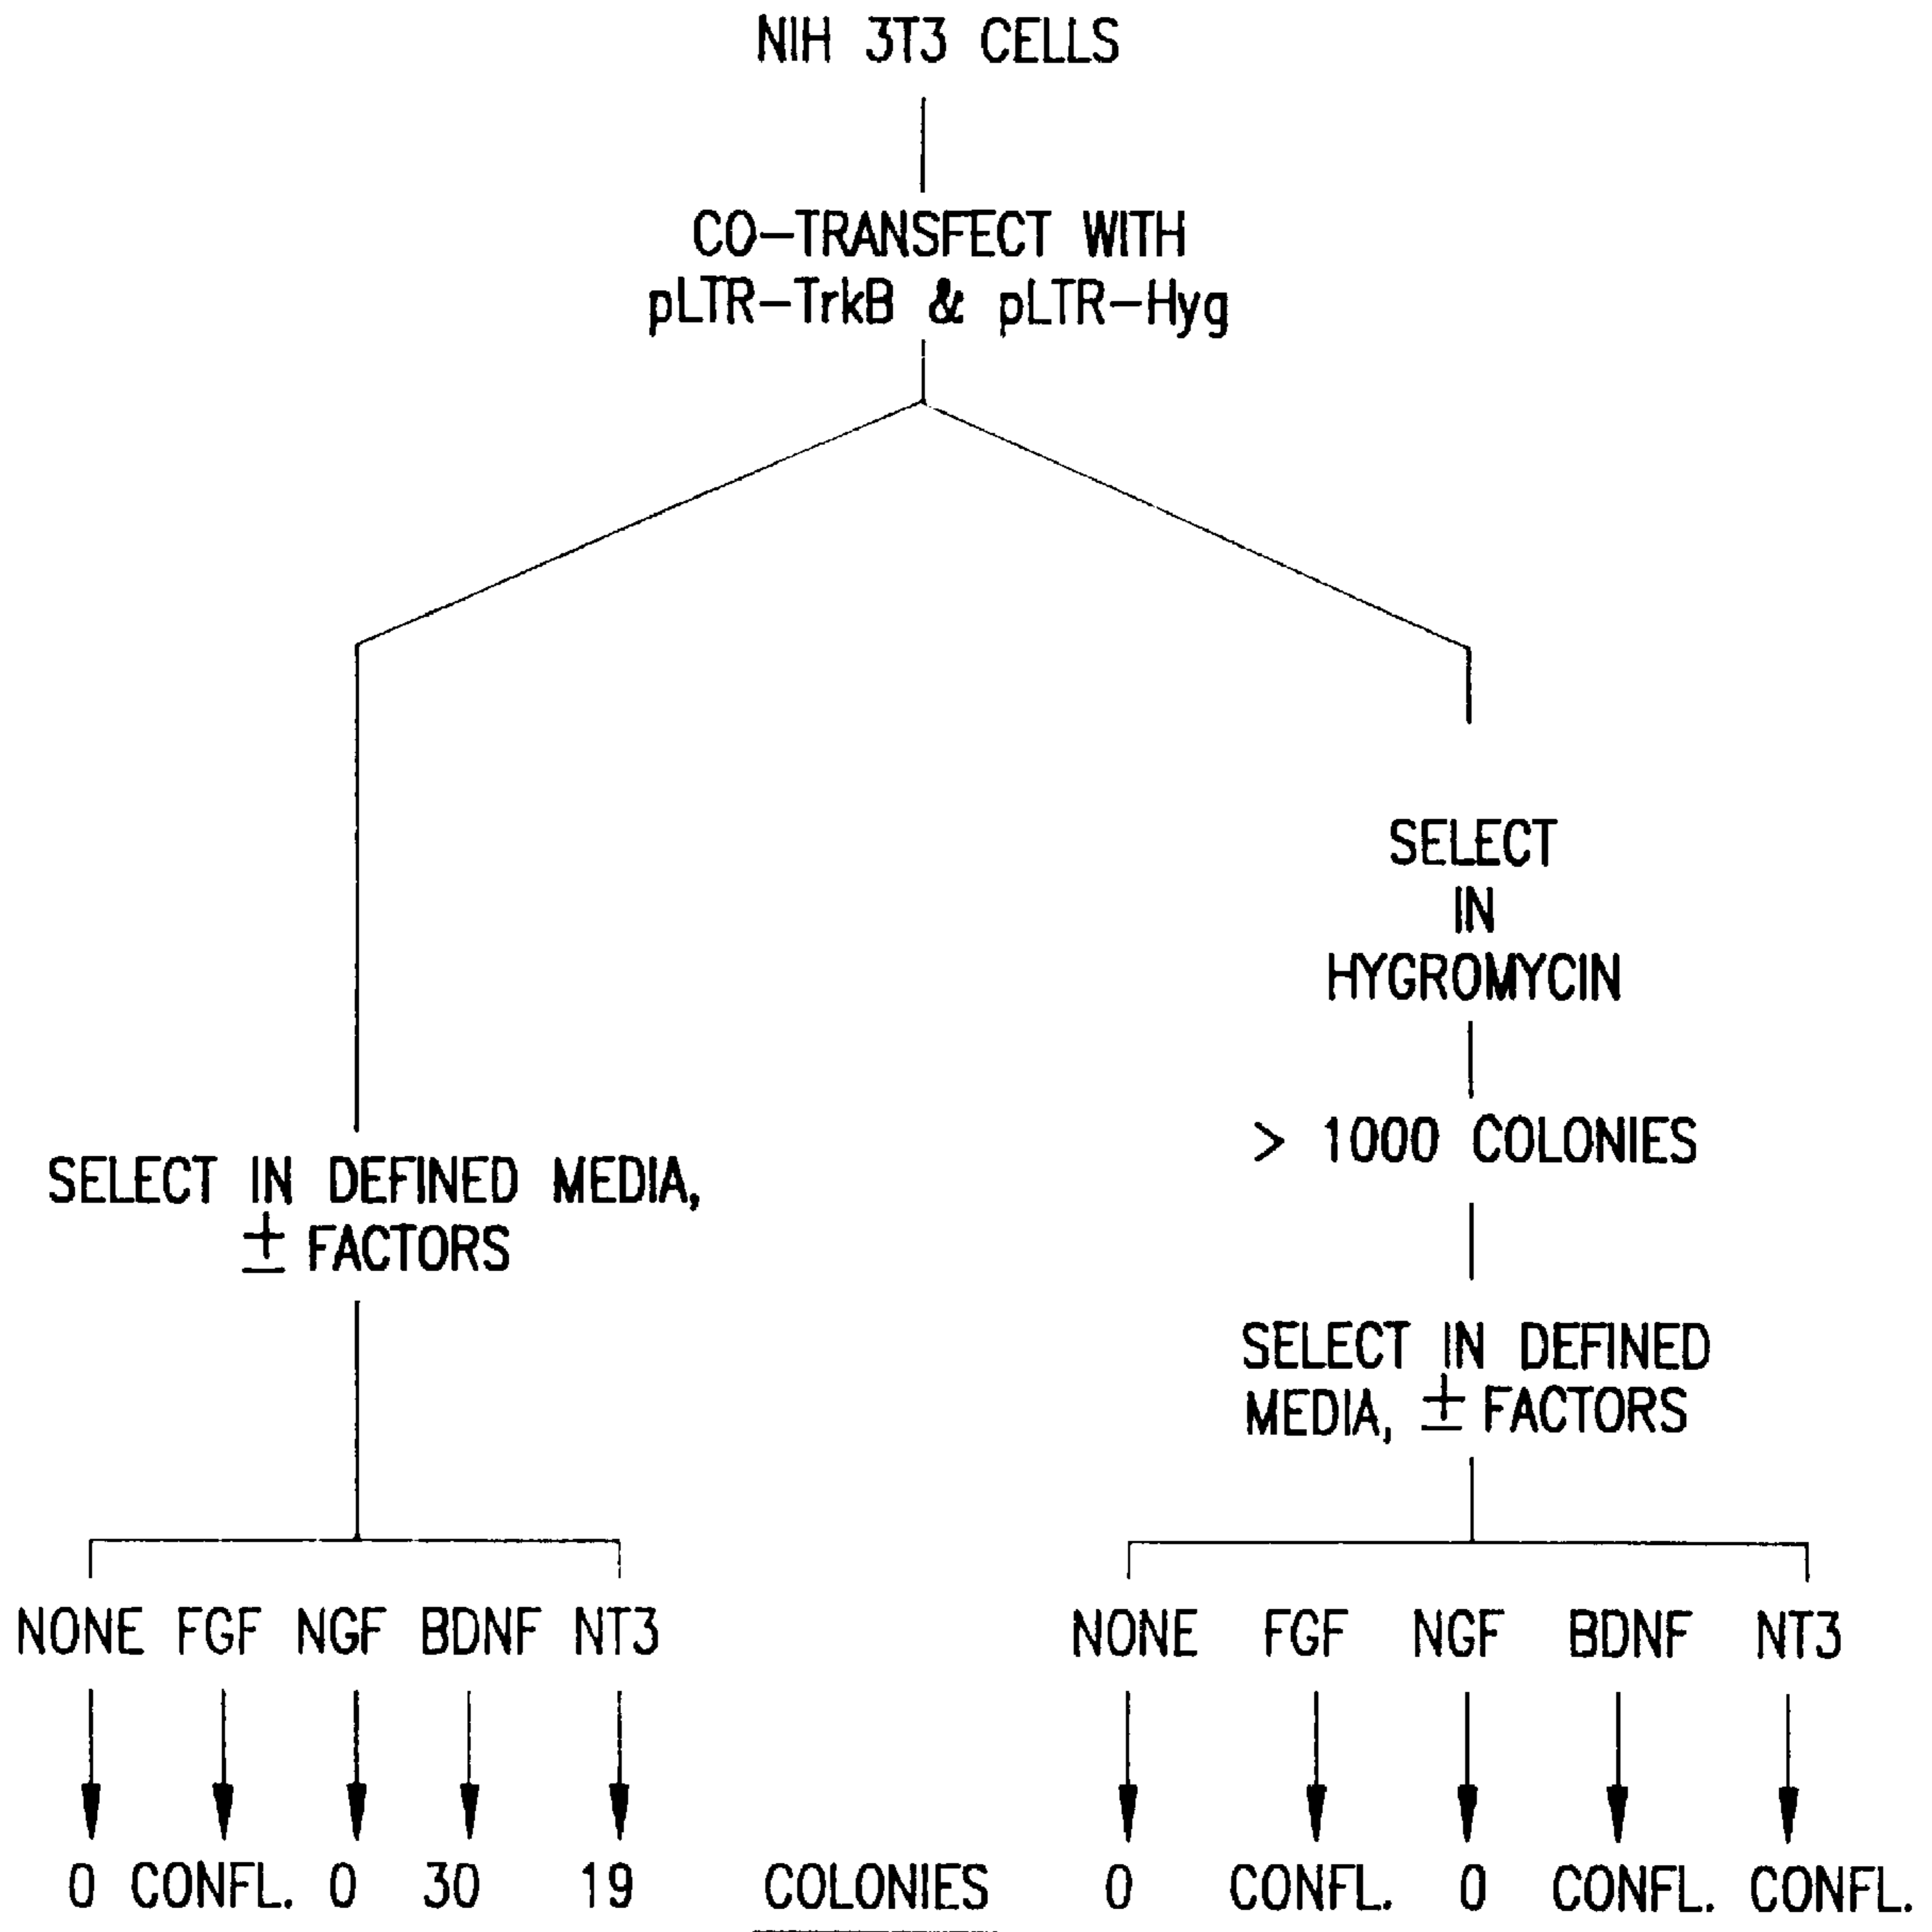 NIH 3T3 CELLS
CO-TRANSFECT WITH
pLTR-TrkB & pLTR-Hyg
SELECT
IN
HYGROMYCIN
> 1000 COLONIES
SELECT IN DEFINED MEDIA,
± FACTORS
SELECT IN DEFINED
MEDIA, ± FACTORS
NONE FGF NGF BDNF NT3
NONE FGF NGF BDNF NT3
0 CONFL. 0 30 19 COLONIES 0 CONFL. 0 CONFL. CONFL.